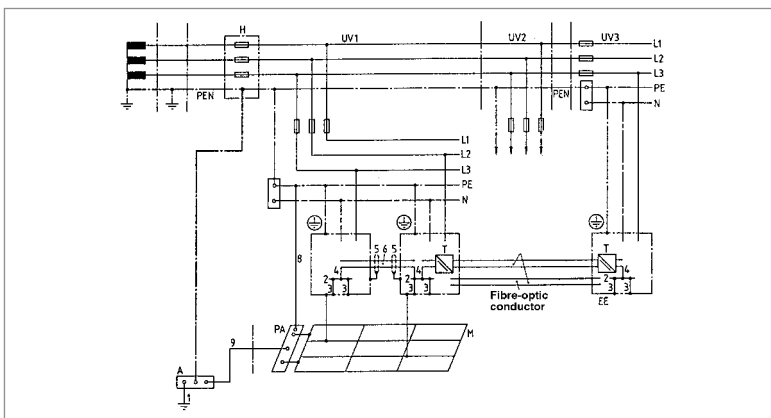 H
UV1
UV2
UV3
L1
L2
L3
PEN
PEN
PE
N
L1
L2
L3
PE
N
8
5 6 5
4
2
3 3
T
4
2
3 3
T
4
2
3 3
EE
Fibre-optic
conductor
PA
M
9
A
1